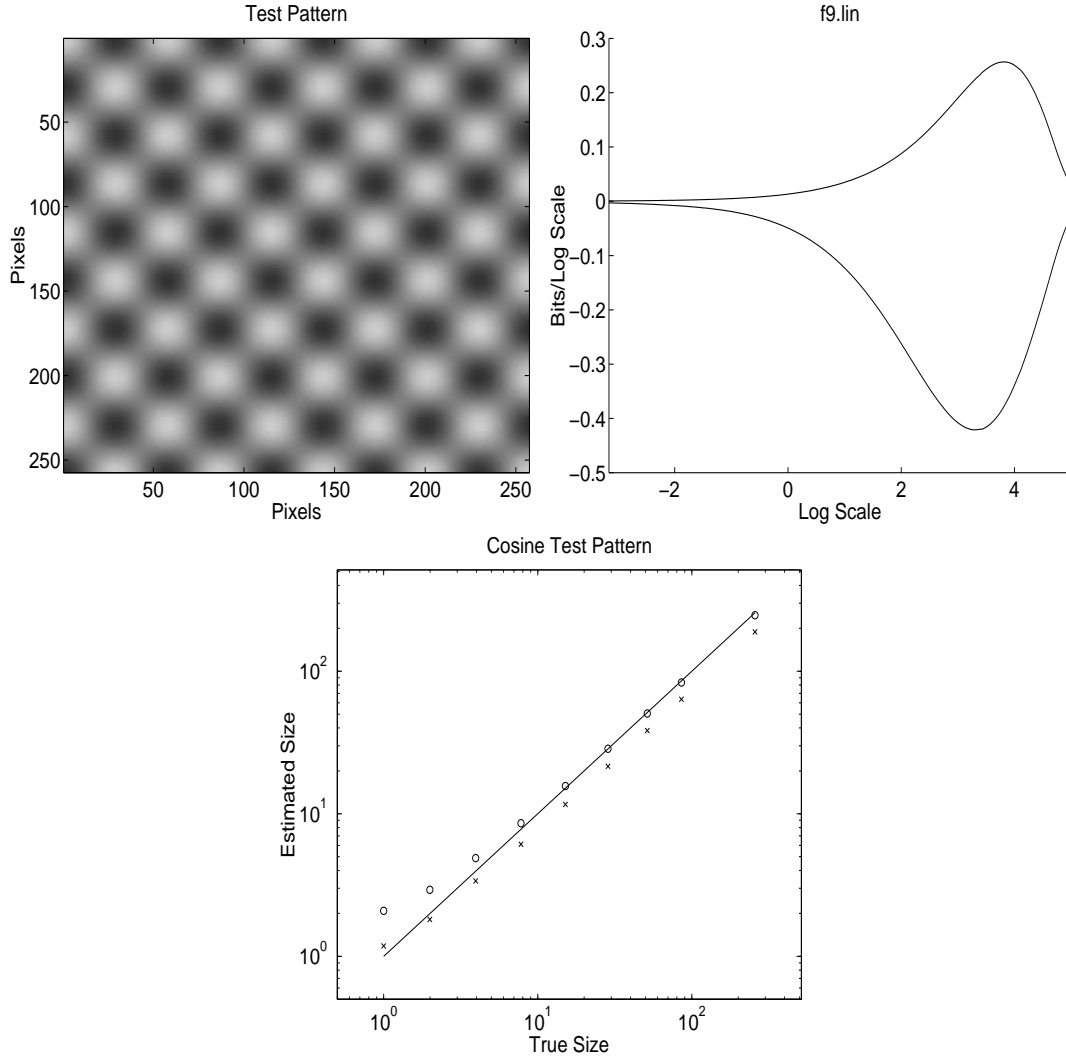 Test Pattern
Pixels
50
100
150
200
250
50 100 150 200 250
Pixels
f9.lin
Bits/Log Scale
0.3
0.2
0.1
0
−0.1
−0.2
−0.3
−0.4
−0.5
−2 0 2 4
Log Scale
Cosine Test Pattern
Estimated Size
10^2
10^1
10^0
10^0 10^1 10^2
True Size